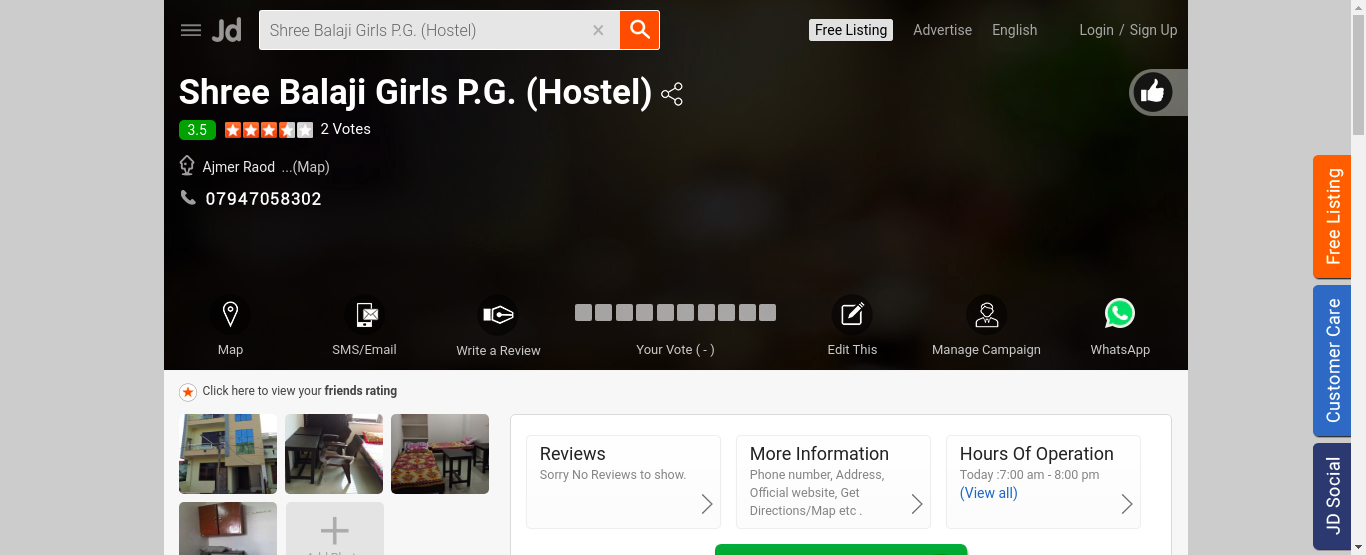 Jd
Shree Balaji Girls P.G. (Hostel)
Free Listing
Advertise
English
Login / Sign Up
Shree Balaji Girls P.G. (Hostel)
3.5
2 Votes
Ajmer Raod ...(Map)
07947058302
Map
SMS/Email
Write a Review
Your Vote ( - )
Edit This
Manage Campaign
WhatsApp
Click here to view your friends rating
Reviews
Sorry No Reviews to show.
More Information
Phone number, Address,
Official website, Get
Directions/Map etc .
Hours Of Operation
Today :7:00 am - 8:00 pm
(View all)
Free Listing
Customer Care
JD Social